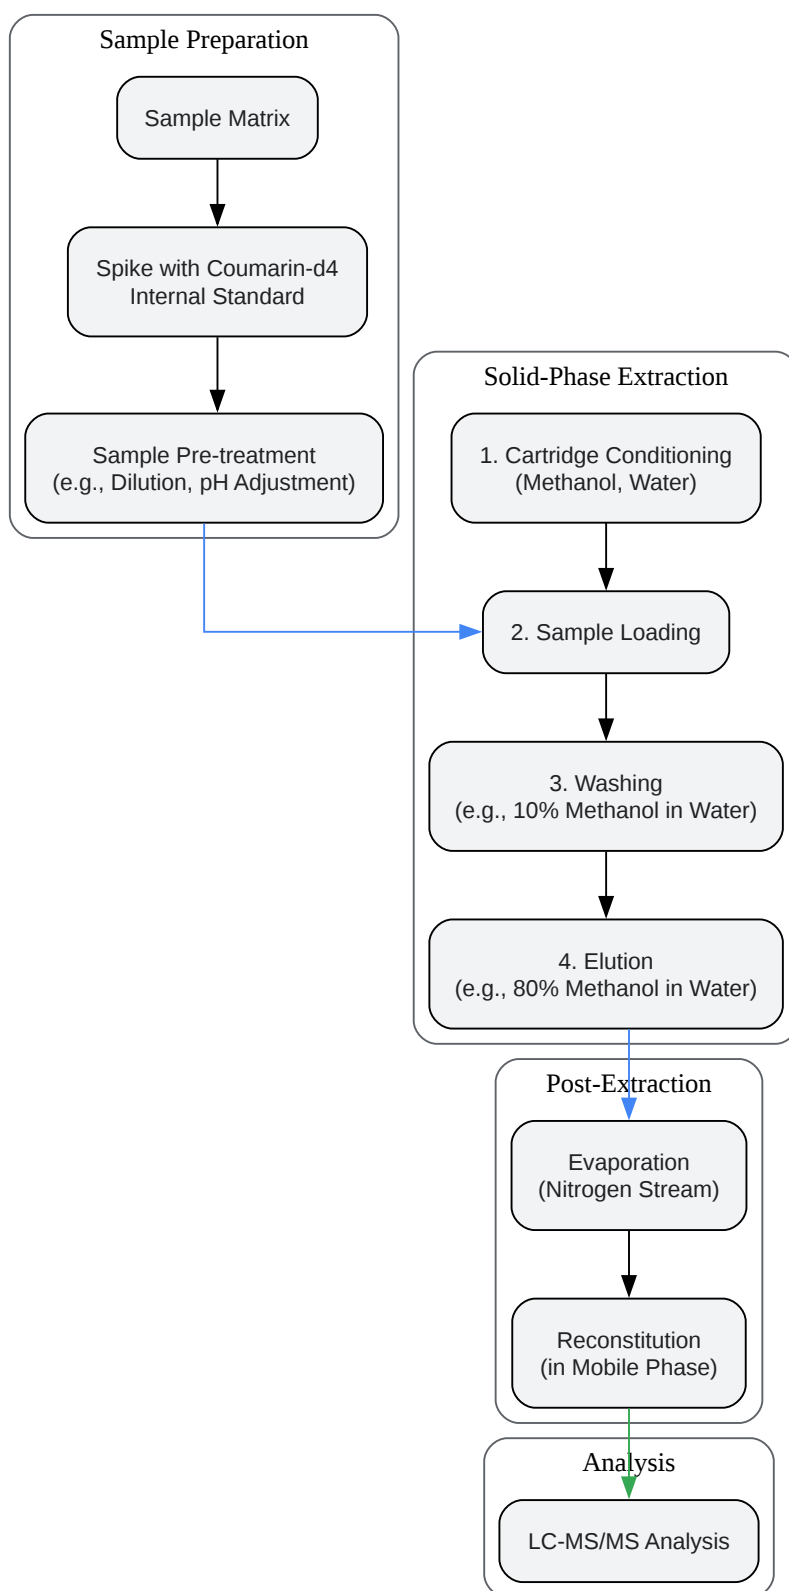 Sample Preparation
Sample Matrix
Spike with Coumarin-d4
Internal Standard
Sample Pre-treatment
(e.g., Dilution, pH Adjustment)
Solid-Phase Extraction
1. Cartridge Conditioning
(Methanol, Water)
2. Sample Loading
3. Washing
(e.g., 10% Methanol in Water)
4. Elution
(e.g., 80% Methanol in Water)
Post-Extraction
Evaporation
(Nitrogen Stream)
Reconstitution
(in Mobile Phase)
Analysis
LC-MS/MS Analysis